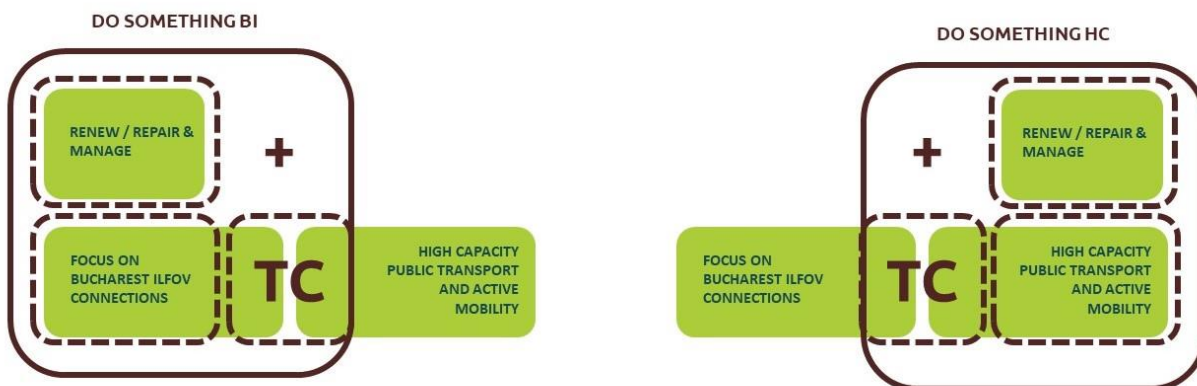 DO SOMETHING BI
RENEW / REPAIR &
MANAGE
+
FOCUS ON
BUCHAREST ILFOV
CONNECTIONS
TC
HIGH CAPACITY
PUBLIC TRANSPORT
AND ACTIVE
MOBILITY
DO SOMETHING HC
+
RENEW / REPAIR &
MANAGE
FOCUS ON
BUCHAREST ILFOV
CONNECTIONS
TC
HIGH CAPACITY
PUBLIC TRANSPORT
AND ACTIVE
MOBILITY